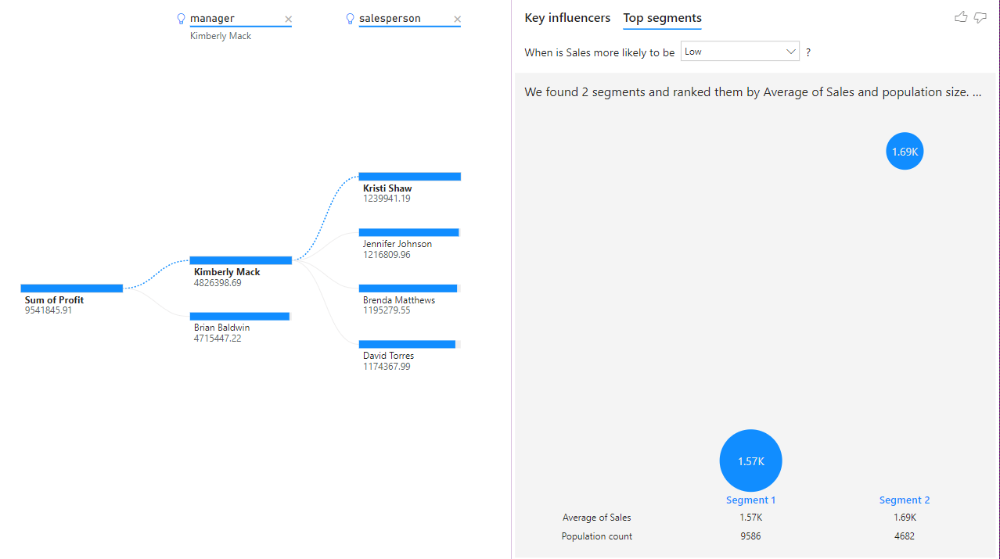 manager
Kimberly Mack
salesperson
Sum of Profit
9541845.91
Kimberly Mack
4826398.69
Brian Baldwin
4715447.22
Kristi Shaw
1239941.19
Jennifer Johnson
1216809.96
Brenda Matthews
1195279.55
David Torres
1174367.99
Key influencers Top segments
When is Sales more likely to be Low ?
We found 2 segments and ranked them by Average of Sales and population size. ...
1.69K
1.57K
Segment 1 Segment 2
Average of Sales 1.57K 1.69K
Population count 9586 4682